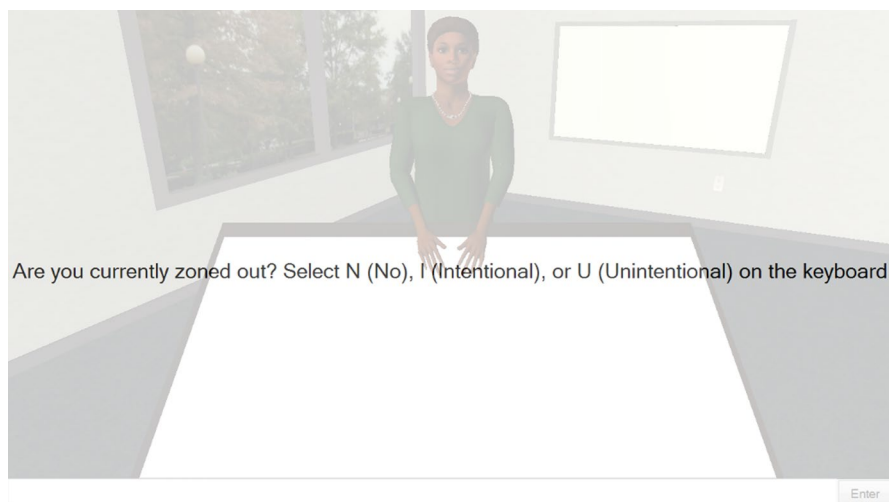 Are you currently zoned out? Select N (No), I (Intentional), or U (Unintentional) on the keyboard
Enter